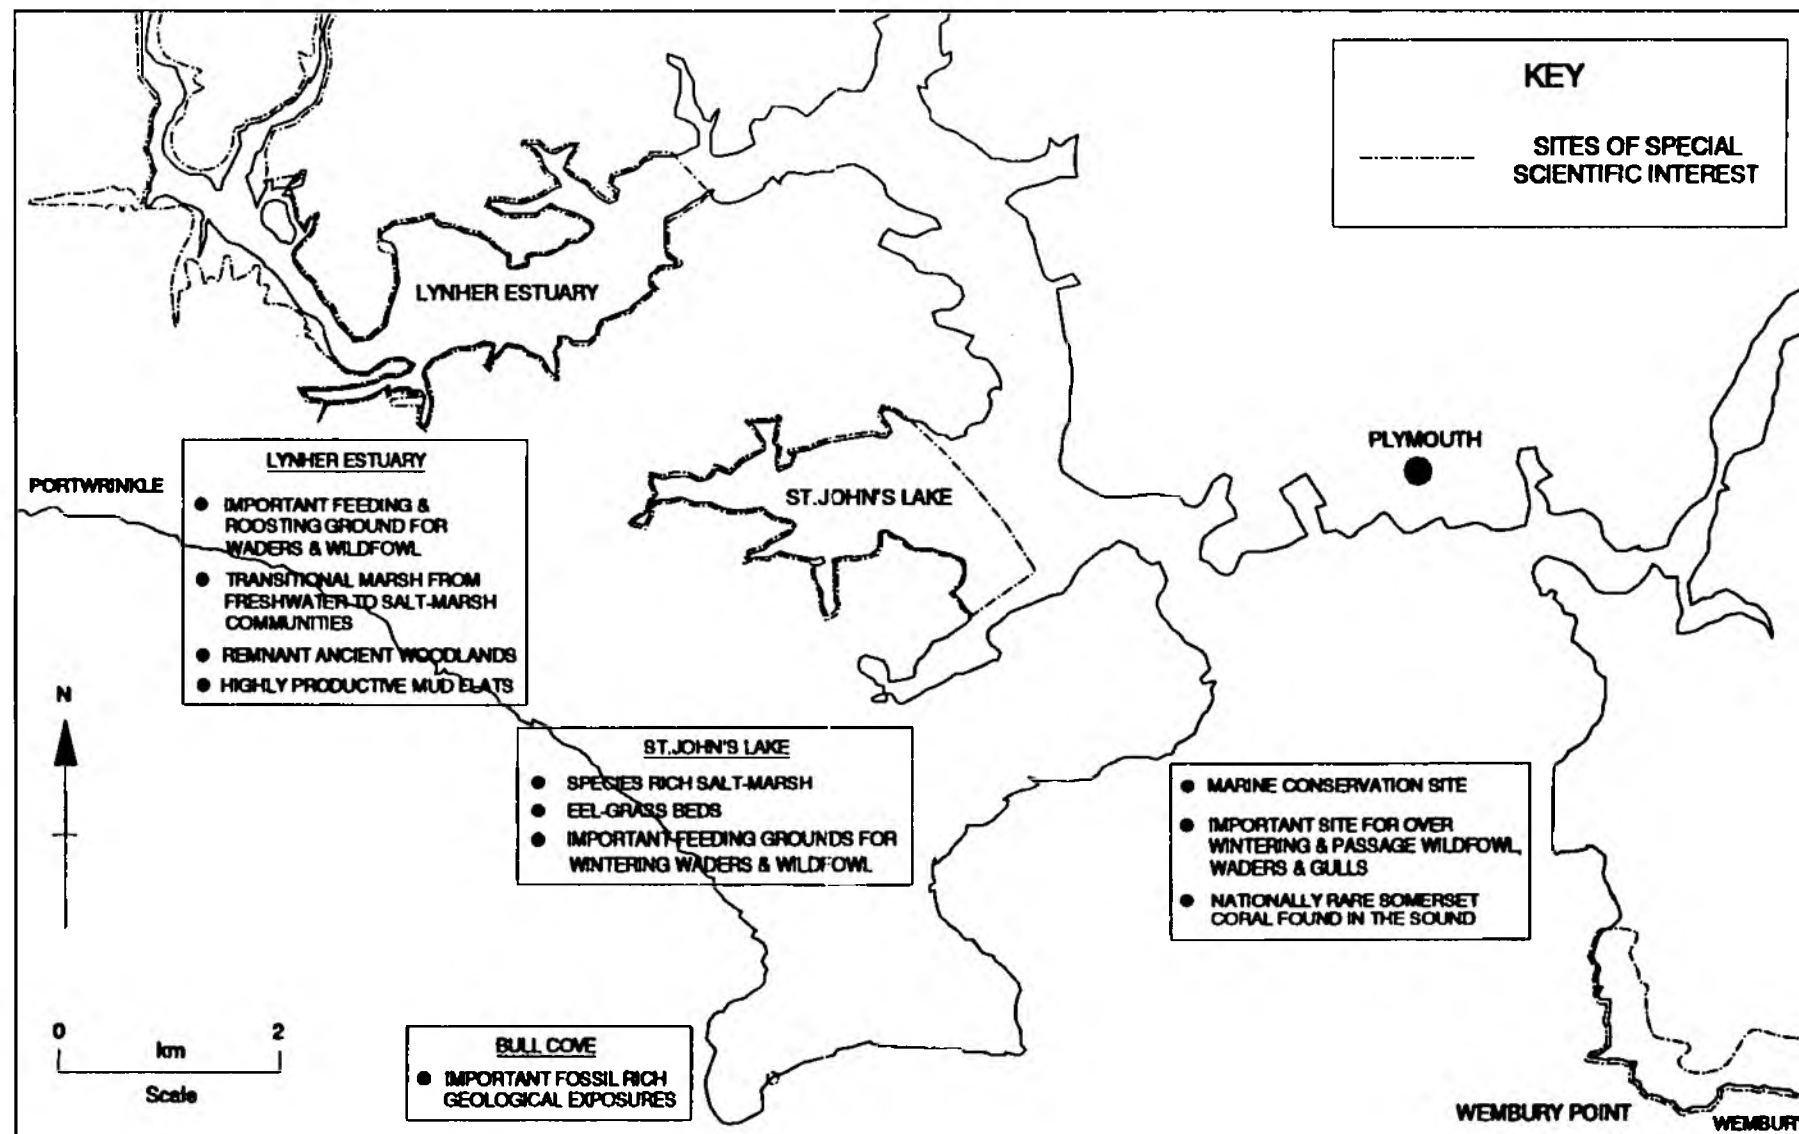 KEY
SITES OF SPECIAL
SCIENTIFIC INTEREST
LYNHER ESTUARY
PLYMOUTH
ST.JOHN'S LAKE
PORTWRINKLE
LYNHER ESTUARY
IMPORTANT FEEDING &
ROOSTING GROUND FOR
WADERS & WILDFOWL
TRANSITIONAL MARSH FROM
FRESHWATER TO SALT-MARSH
COMMUNITIES
REMNANT ANCIENT WOODLANDS
HIGHLY PRODUCTIVE MUD FLATS
N
ST.JOHN'S LAKE
SPECIES RICH SALT-MARSH
EEL-GRASS BEDS
IMPORTANT FEEDING GROUNDS FOR
WINTERING WADERS & WILDFOWL
MARINE CONSERVATION SITE
IMPORTANT SITE FOR OVER
WINTERING & PASSAGE WILDFOWL,
WADERS & GULLS
NATIONALLY RARE SOMERSET
CORAL FOUND IN THE SOUND
0 2
km
Scale
BULL COVE
IMPORTANT FOSSIL RICH
GEOLOGICAL EXPOSURES
WEMBURY POINT
WEMBURY